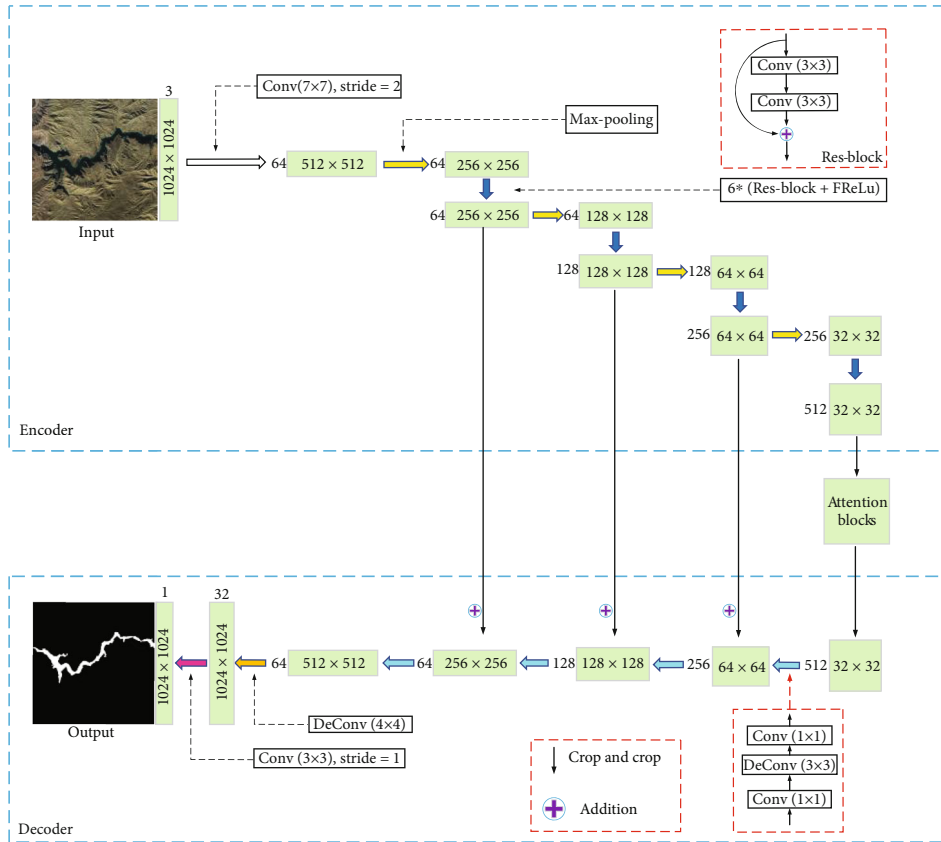 Conv (3×3)
Conv (3×3)
Res-block
3
1024 × 1024
Input
Conv(7×7), stride = 2
64
512 × 512
Max-pooling
64
256 × 256
6* (Res-block + FReLu)
64
256 × 256
64
128 × 128
128
128 × 128
128
64 × 64
256
64 × 64
256
32 × 32
512
32 × 32
Encoder
Attention
blocks
1
1024 × 1024
Output
32
1024 × 1024
64
512 × 512
64
256 × 256
128
128 × 128
256
64 × 64
512
32 × 32
DeConv (4×4)
Conv (3×3), stride = 1
Crop and crop
Addition
Conv (1×1)
DeConv (3×3)
Conv (1×1)
Decoder